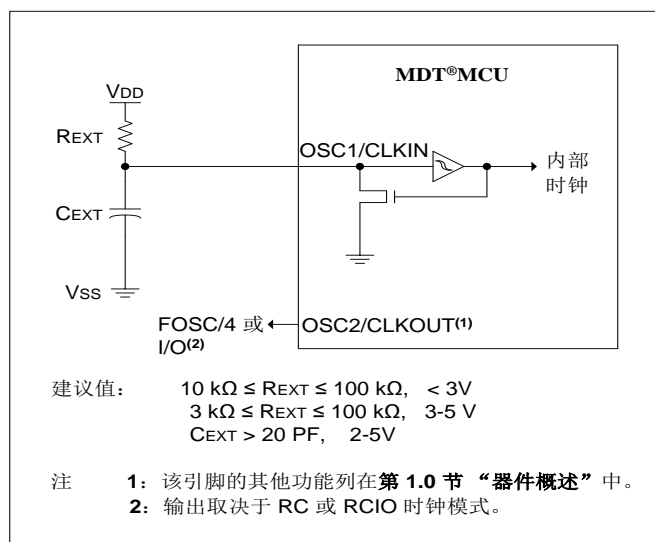 MDT®MCU
VDD
REXT
OSC1/CLKIN
内部
时钟
CEXT
VSS
FOSC/4 或
I/O(2)
OSC2/CLKOUT(1)
建议值： 10 kΩ ≤ REXT ≤ 100 kΩ, < 3V
3 kΩ ≤ REXT ≤ 100 kΩ, 3-5 V
CEXT > 20 PF, 2-5V
注 1：该引脚的其他功能列在第 1.0 节 “器件概述”中。
2：输出取决于 RC 或 RCIO 时钟模式。